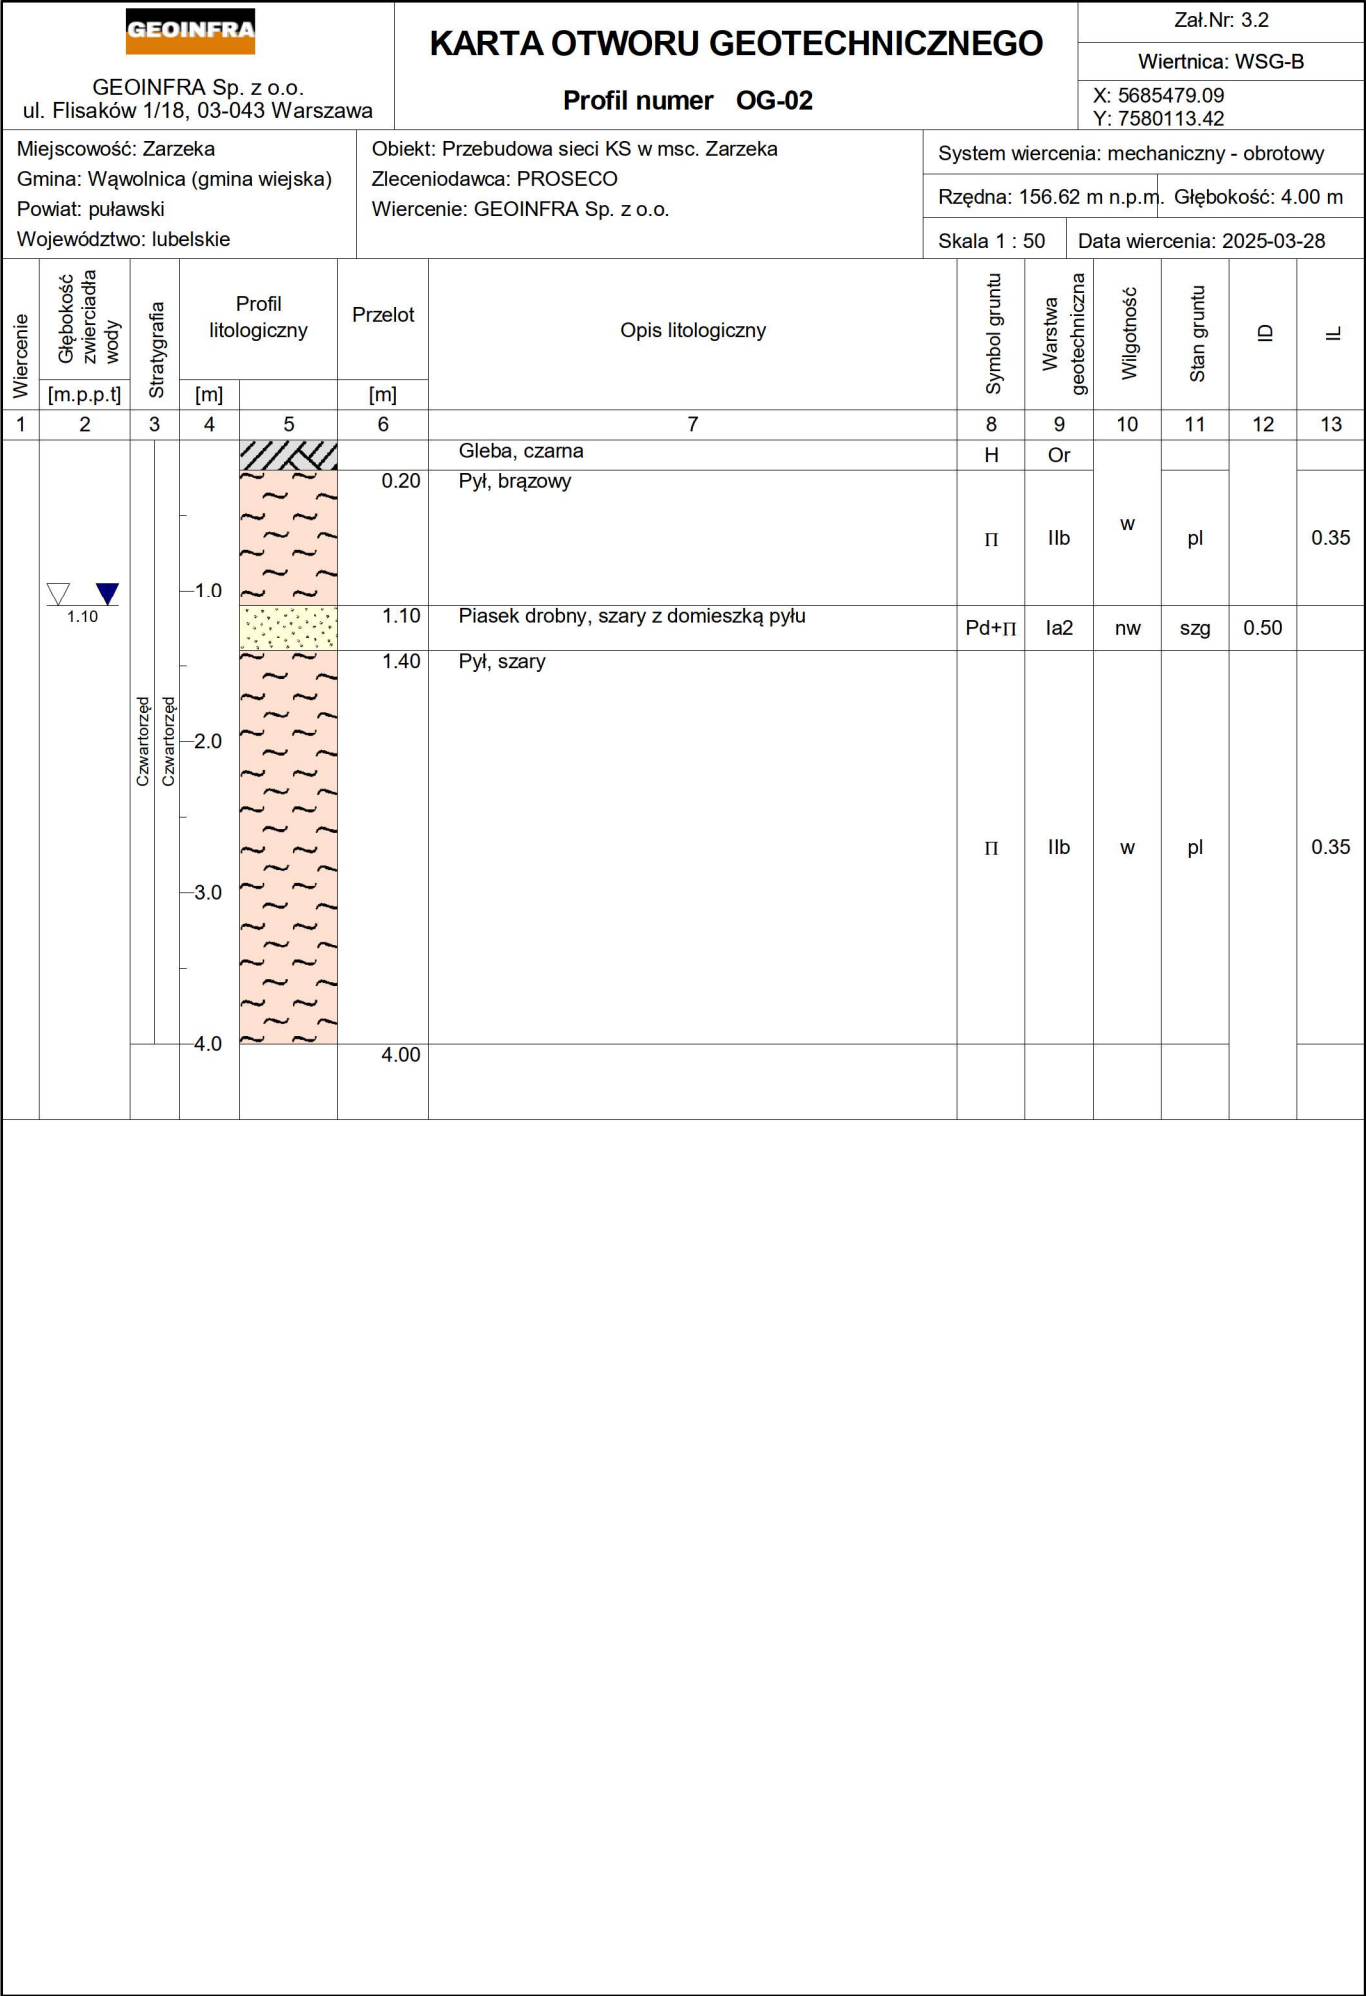 GEOINFRA
GEOINFRA Sp. z o.o.
ul. Flisaków 1/18, 03-043 Warszawa
KARTA OTWORU GEOTECHNICZNEGO
Profil numer OG-02
Zał.Nr: 3.2
Wiertnica: WSG-B
X: 5685479.09
Y: 7580113.42
Miejscowość: Zarzeka
Gmina: Wąwolnica (gmina wiejska)
Powiat: puławski
Województwo: lubelskie
Obiekt: Przebudowa sieci KS w msc. Zarzeka
Zleceniodawca: PROSECO
Wiercenie: GEOINFRA Sp. z o.o.
System wiercenia: mechaniczny - obrotowy
Rzędna: 156.62 m n.p.m. Głębokość: 4.00 m
Skala 1 : 50 Data wiercenia: 2025-03-28
Wiercenie
Głębokość
zwierciadła
wody
[m.p.p.t]
Stratygrafia
Profil
litologiczny
[m]
Przelot
[m]
Opis litologiczny
Symbol gruntu
Warstwa
geotechniczna
Wilgotność
Stan gruntu
ID
IL
1 2 3 4 5 6 7 8 9 10 11 12 13
Gleba, czarna H Or
0.20 Pył, brązowy
w
Π IIb pl 0.35
1.0
1.10
1.10 Piasek drobny, szary z domieszką pyłu
Pd+Π Ia2 nw szg 0.50
1.40 Pył, szary
Czwartorzęd
Czwartorzęd
2.0
Π IIb w pl 0.35
3.0
4.0
4.00